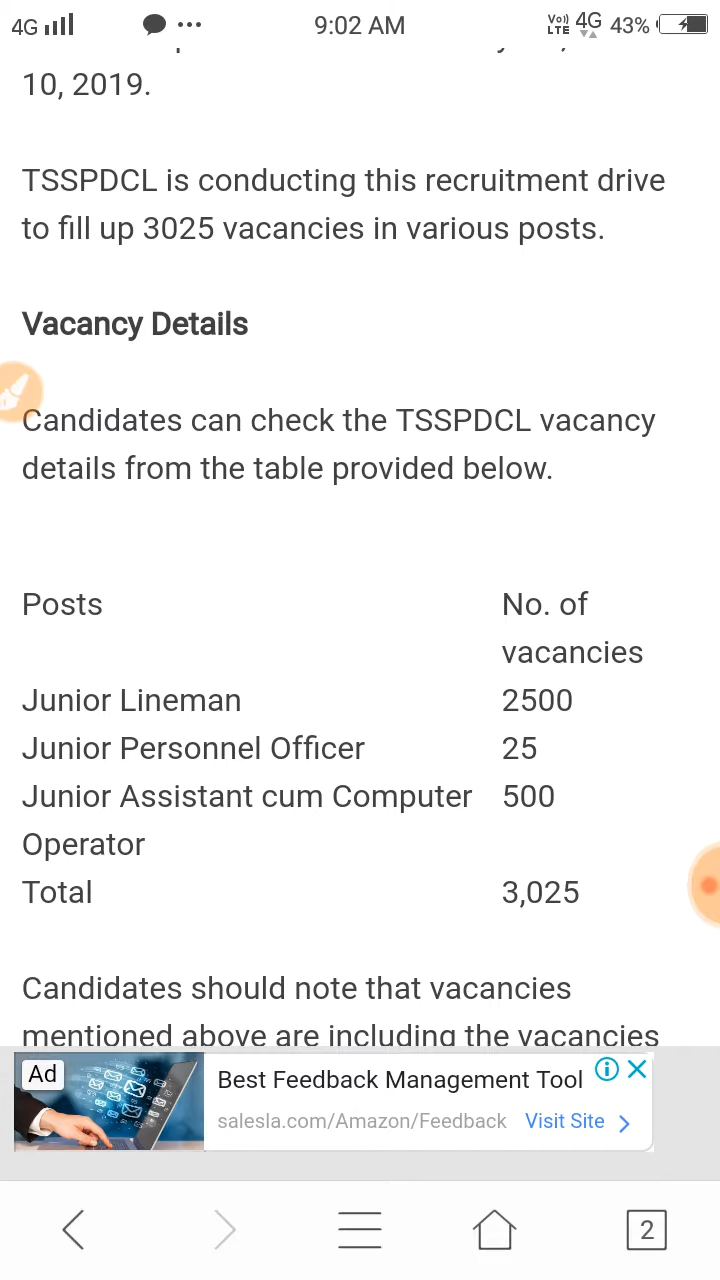 4G 9:02 AM Vo)) LTE 4G 43%
10, 2019.
TSSPDCL is conducting this recruitment drive
to fill up 3025 vacancies in various posts.
Vacancy Details
Candidates can check the TSSPDCL vacancy
details from the table provided below.
Posts No. of
vacancies
Junior Lineman 2500
Junior Personnel Officer 25
Junior Assistant cum Computer 500
Operator
Total 3,025
Candidates should note that vacancies
mentioned above are including the vacancies
Ad
Best Feedback Management Tool
salesla.com/Amazon/Feedback Visit Site
2